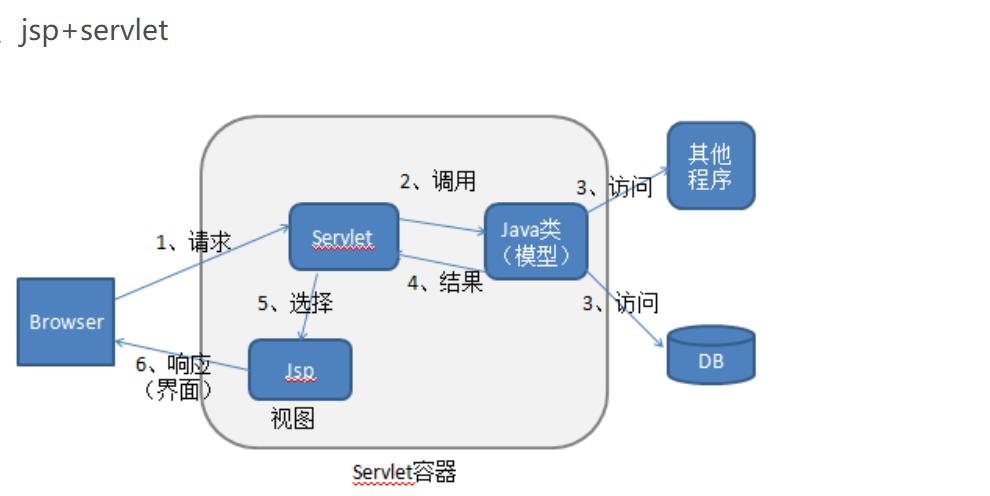 jsp+servlet
其他
程序
2、调用
3、访问
Servlet
Java类
（模型）
1、请求
4、结果
5、选择
3、访问
Browser
6、响应
（界面）
Jsp
DB
视图
Servlet容器